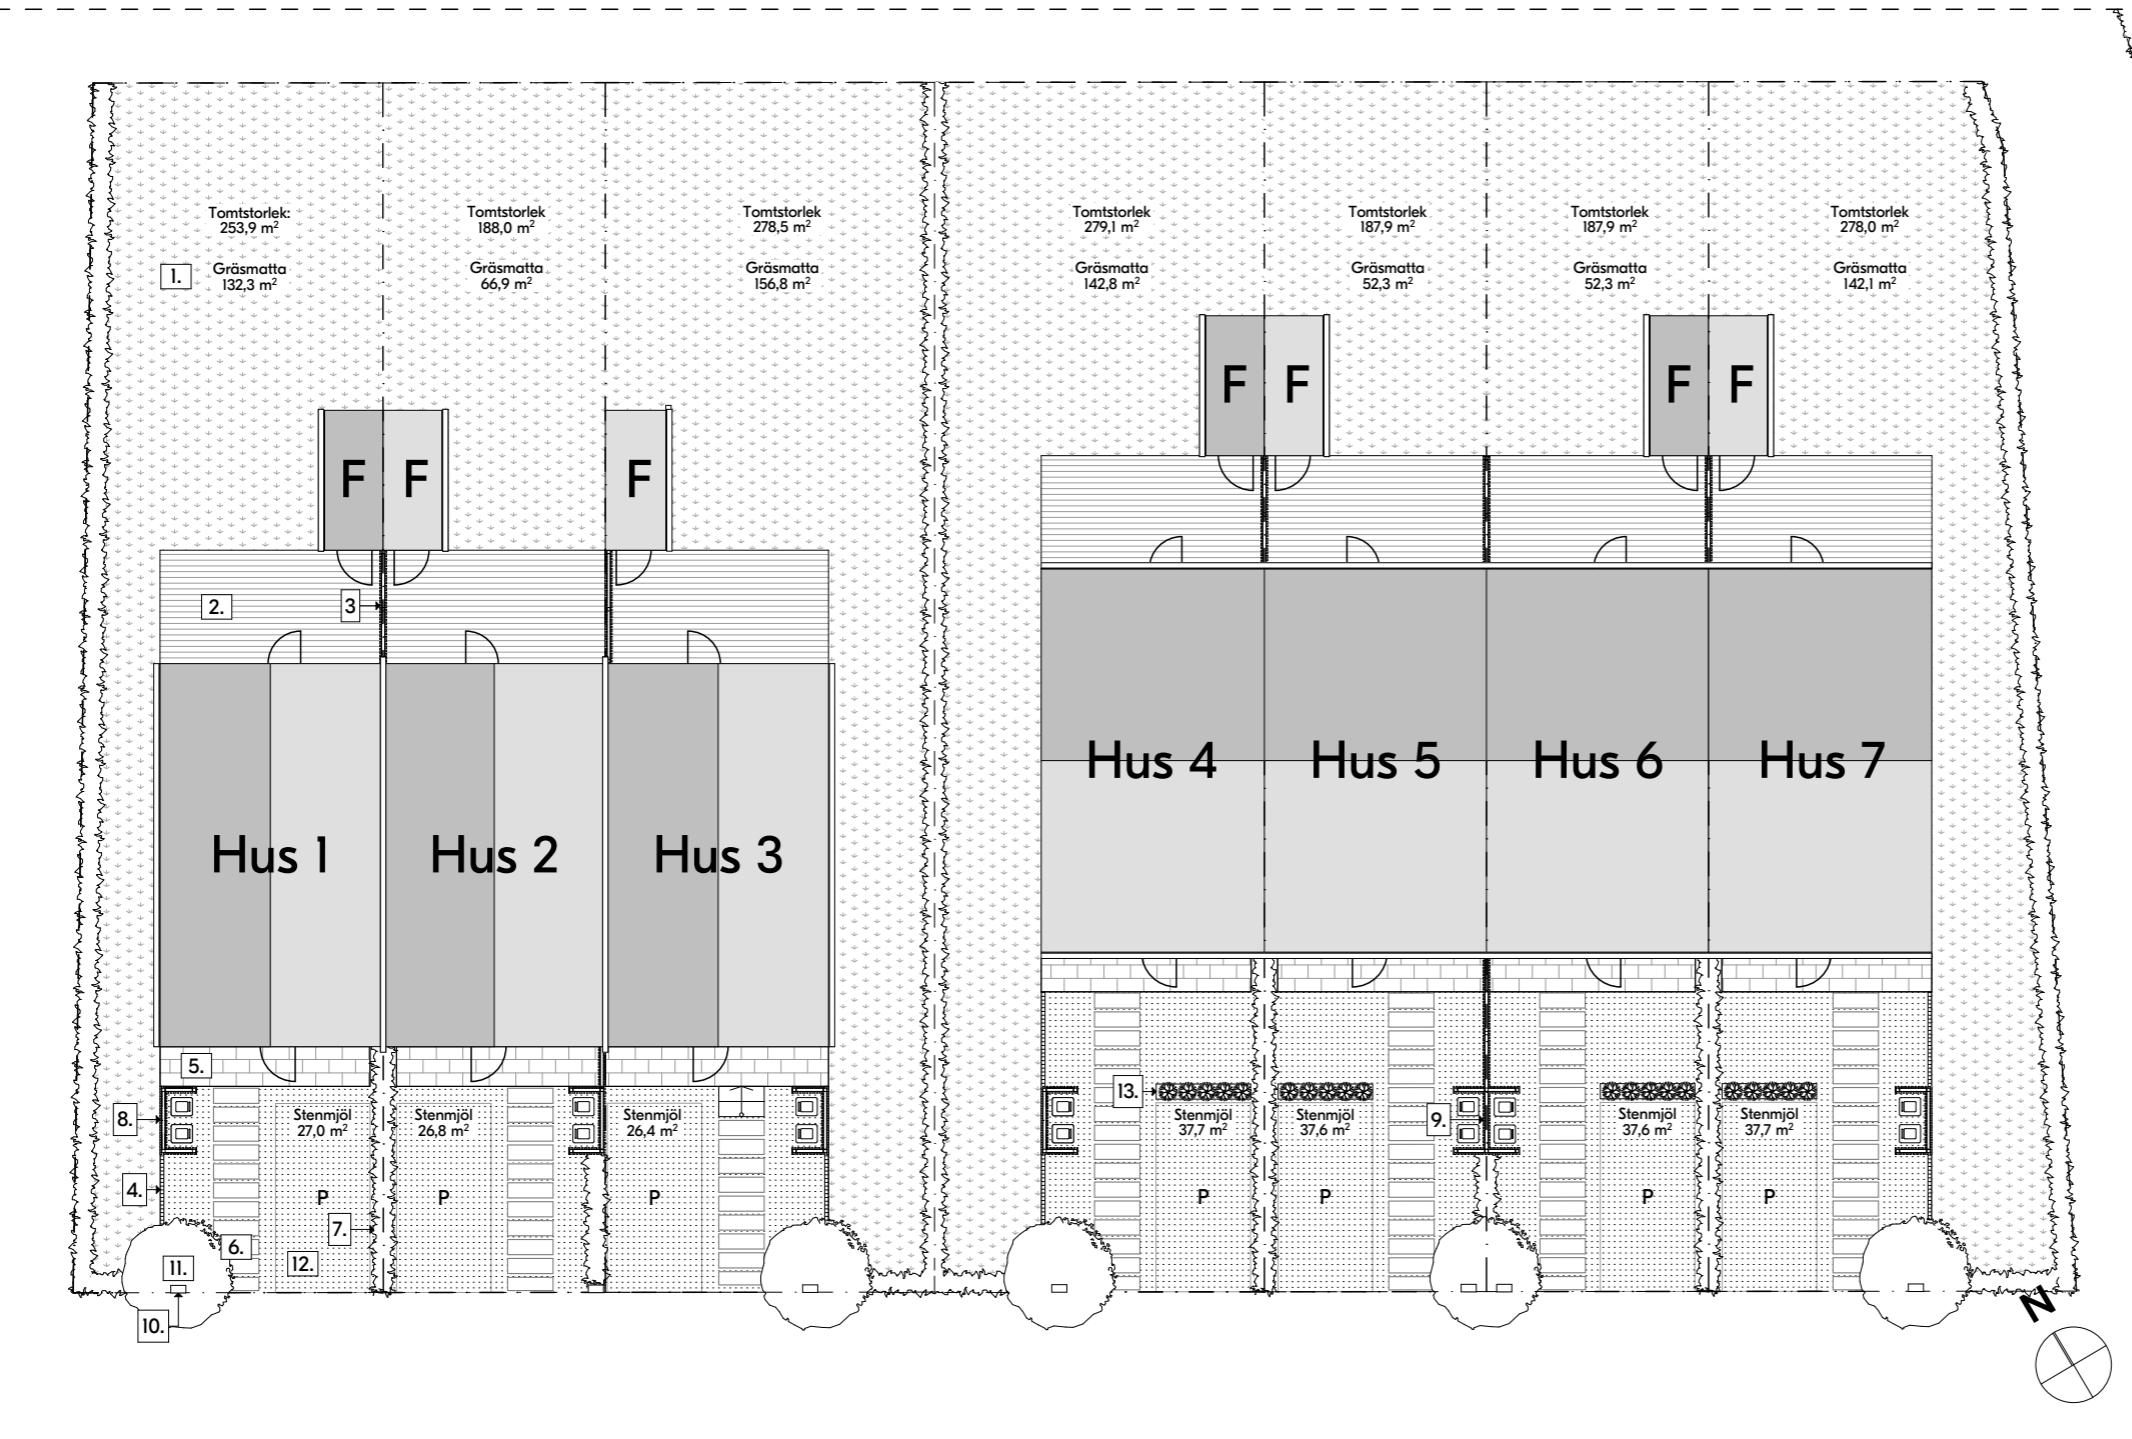 Tomtstorlek:
253,9 m²
Tomtstorlek
188,0 m²
Tomtstorlek
278,5 m²
Tomtstorlek
279,1 m²
Tomtstorlek
187,9 m²
Tomtstorlek
187,9 m²
Tomtstorlek
278,0 m²
1.
Gräsmatta
132,3 m²
Gräsmatta
66,9 m²
Gräsmatta
156,8 m²
Gräsmatta
142,8 m²
Gräsmatta
52,3 m²
Gräsmatta
52,3 m²
Gräsmatta
142,1 m²
F
F
F
F
F
F
F
2.
3
Hus 1
Hus 2
Hus 3
Hus 4
Hus 5
Hus 6
Hus 7
5.
8.
4.
Stenmjöl
27,0 m²
Stenmjöl
26,8 m²
Stenmjöl
26,4 m²
13.
Stenmjöl
37,7 m²
Stenmjöl
37,6 m²
9.
Stenmjöl
37,6 m²
Stenmjöl
37,7 m²
P
P
P
P
P
P
P
7.
6.
12.
11.
10.
N